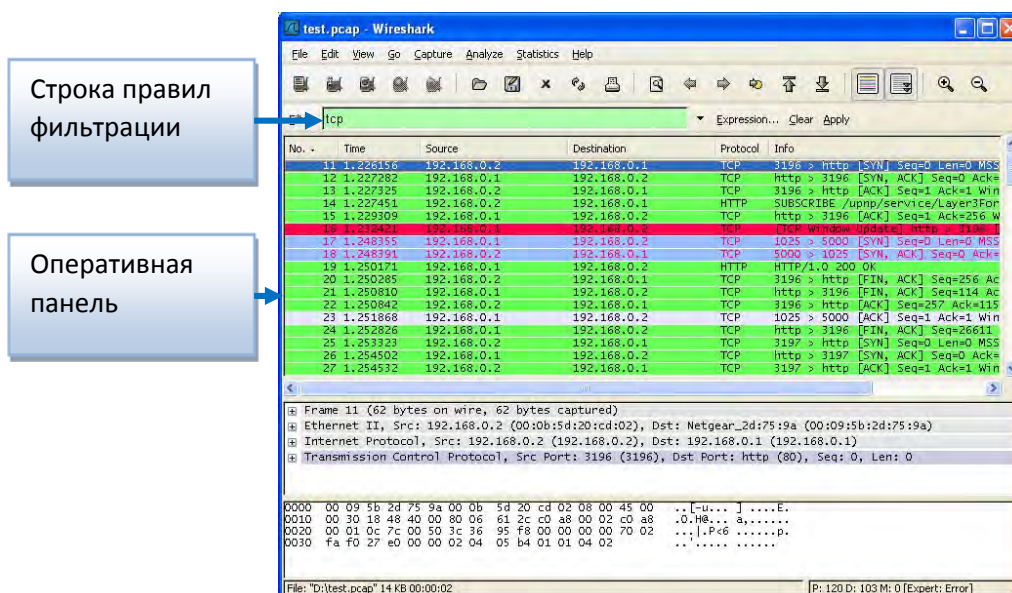 test.pcap - Wireshark
File Edit View Go Capture Analyze Statistics Help
Строка правил
фильтрации
tcp Expression... Clear Apply
No. Time Source Destination Protocol Info
11 1.226156 192.168.0.2 192.168.0.1 TCP 3196 > http [SYN] Seq=0 Len=0 MSS
12 1.227282 192.168.0.1 192.168.0.2 TCP http > 3196 [SYN, ACK] Seq=0 Ack=
13 1.227325 192.168.0.2 192.168.0.1 TCP 3196 > http [ACK] Seq=1 Ack=1 Win
14 1.227451 192.168.0.2 192.168.0.1 HTTP SUBSCRIBE /upnp/service/Layer3For
15 1.229309 192.168.0.1 192.168.0.2 TCP http > 3196 [ACK] Seq=1 Ack=256 W
16 1.232421 192.168.0.1 192.168.0.2 TCP [TCP Window Update] http > 3196 [
17 1.248355 192.168.0.1 192.168.0.2 TCP 1025 > 5000 [SYN] Seq=0 Len=0 MSS
18 1.248391 192.168.0.2 192.168.0.1 TCP 5000 > 1025 [SYN, ACK] Seq=0 Ack=
19 1.250171 192.168.0.1 192.168.0.2 HTTP HTTP/1.0 200 OK
20 1.250285 192.168.0.2 192.168.0.1 TCP 3196 > http [FIN, ACK] Seq=256 Ac
21 1.250810 192.168.0.1 192.168.0.2 TCP http > 3196 [FIN, ACK] Seq=114 Ac
22 1.250842 192.168.0.2 192.168.0.1 TCP 3196 > http [ACK] Seq=257 Ack=115
23 1.251868 192.168.0.1 192.168.0.2 TCP 1025 > 5000 [ACK] Seq=1 Ack=1 Win
24 1.252826 192.168.0.1 192.168.0.2 TCP http > 3196 [FIN, ACK] Seq=26611
25 1.253323 192.168.0.2 192.168.0.1 TCP 3197 > http [SYN] Seq=0 Len=0 MSS
26 1.254502 192.168.0.1 192.168.0.2 TCP http > 3197 [SYN, ACK] Seq=0 Ack=
27 1.254532 192.168.0.2 192.168.0.1 TCP 3197 > http [ACK] Seq=1 Ack=1 Win
Оперативная
панель
Frame 11 (62 bytes on wire, 62 bytes captured)
Ethernet II, Src: 192.168.0.2 (00:0b:5d:20:cd:02), Dst: Netgear_2d:75:9a (00:09:5b:2d:75:9a)
Internet Protocol, Src: 192.168.0.2 (192.168.0.2), Dst: 192.168.0.1 (192.168.0.1)
Transmission Control Protocol, Src Port: 3196 (3196), Dst Port: http (80), Seq: 0, Len: 0
0000 00 09 5b 2d 75 9a 00 0b 5d 20 cd 02 08 00 45 00 ..[-u... ] ....E.
0010 00 30 18 48 40 00 80 06 61 2c c0 a8 00 02 c0 a8 .0.H@... a,......
0020 00 01 0c 7c 00 50 3c 36 95 f8 00 00 00 00 70 02 ...|.P<6 ......p.
0030 fa f0 27 e0 00 00 02 04 05 b4 01 01 04 02 ..'..... ......
File: "D:\test.pcap" 14 KB 00:00:02 P: 120 D: 103 M: 0 [Expert: Error]